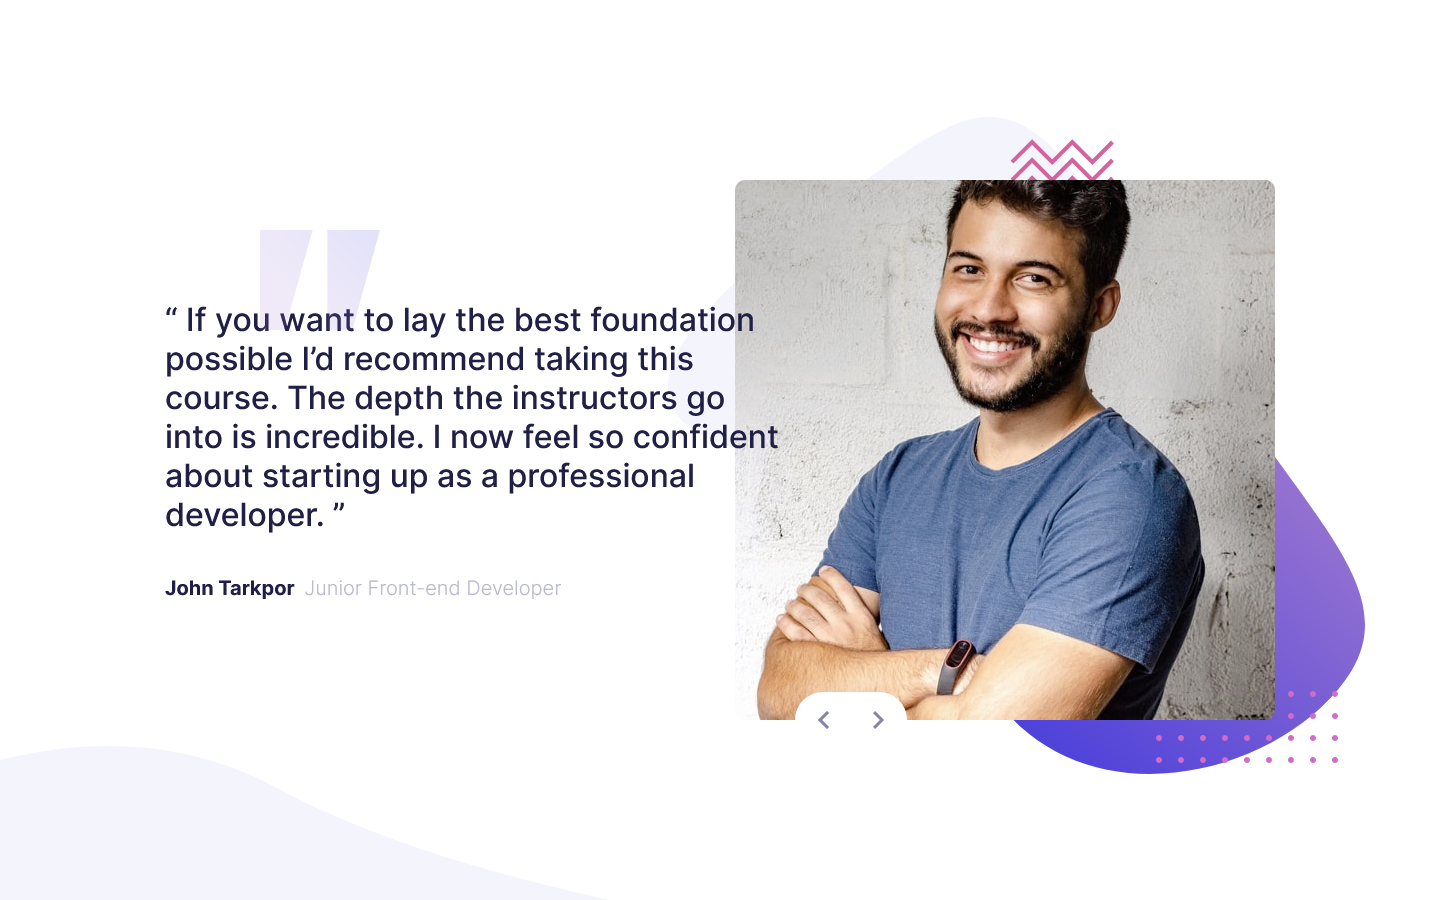 “ If you want to lay the best foundation
possible I’d recommend taking this
course. The depth the instructors go
into is incredible. I now feel so confident
about starting up as a professional
developer. ”
John Tarkpor Junior Front-end Developer